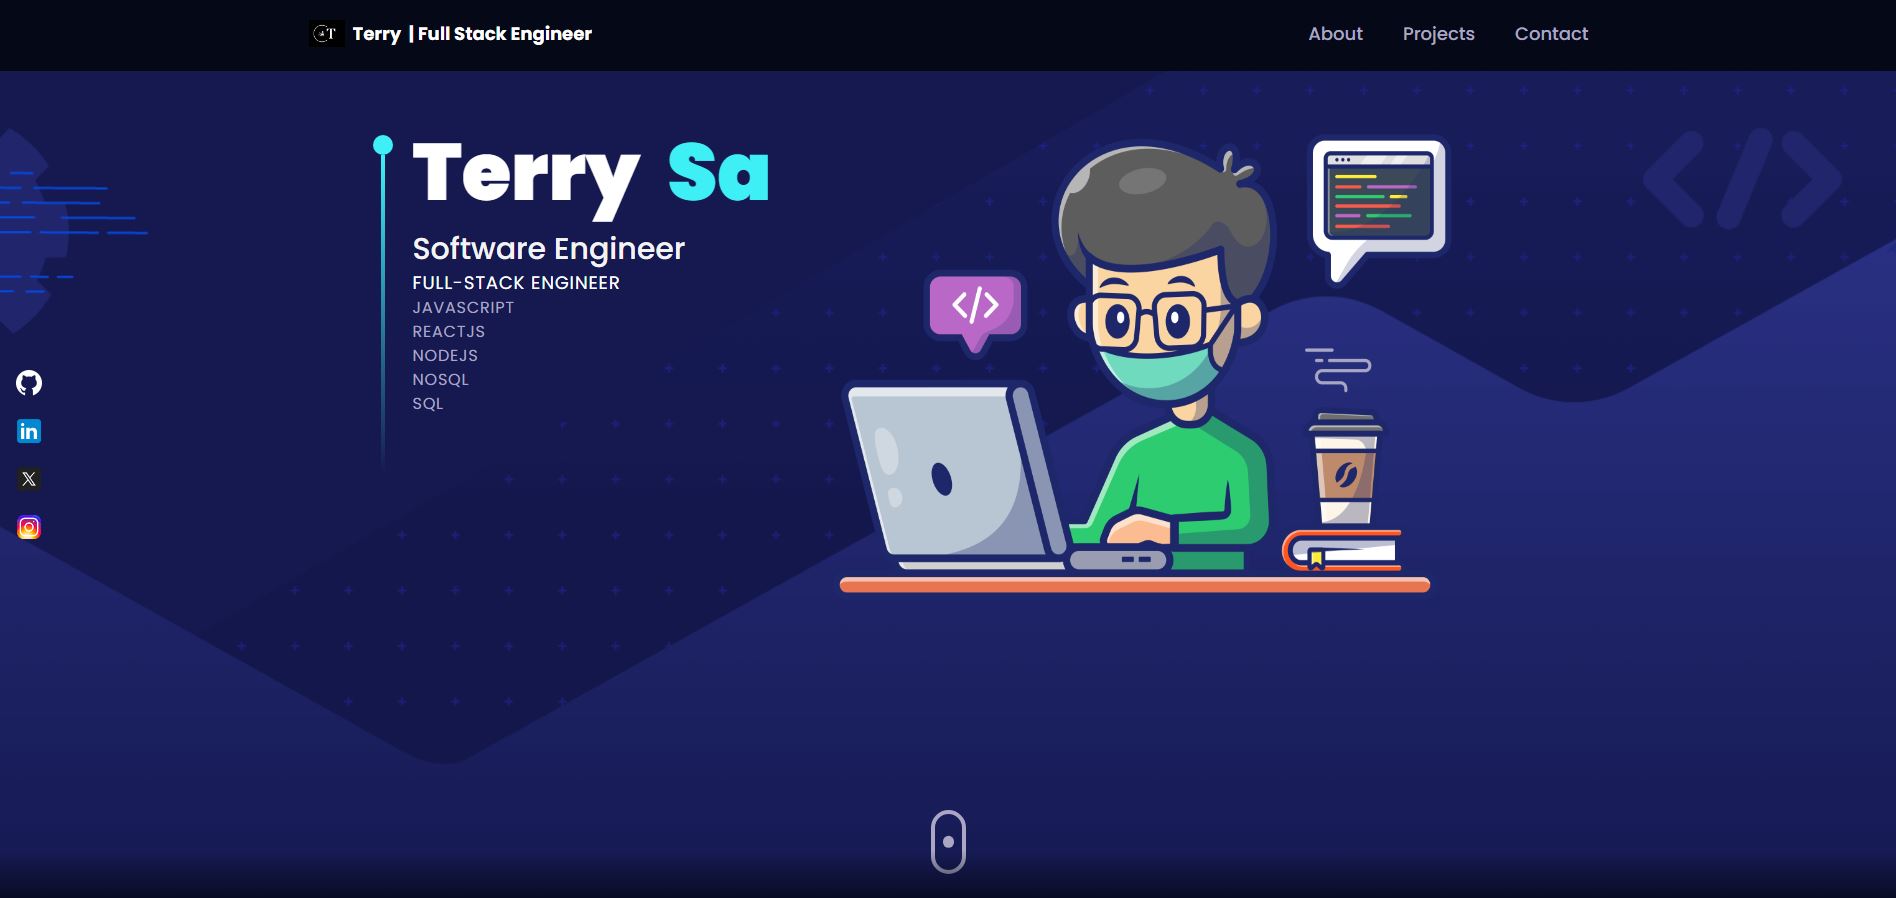 Terry | Full Stack Engineer
About Projects Contact
Terry Sa
Software Engineer
FULL-STACK ENGINEER
JAVASCRIPT
REACTJS
NODEJS
NOSQL
SQL